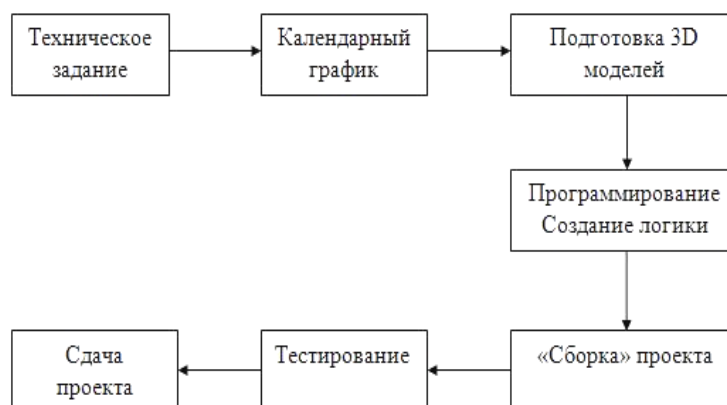 Техническое
задание
Календарный
график
Подготовка 3D
моделей
Программирование
Создание логики
«Сборка» проекта
Тестирование
Сдача
проекта